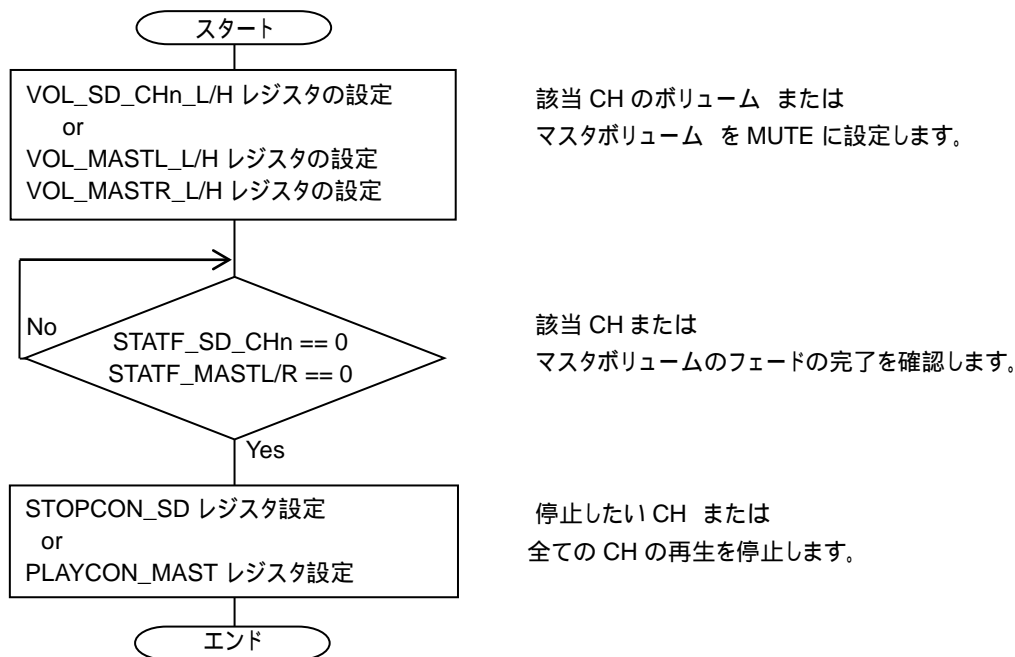 スタート
VOL_SD_CHn_L/H レジスタの設定
or
VOL_MASTL_L/H レジスタの設定
VOL_MASTR_L/H レジスタの設定
該当 CH のボリューム または
マスタボリューム を MUTE に設定します。
No
STATF_SD_CHn == 0
STATF_MASTL/R == 0
該当 CH または
マスタボリュームのフェードの完了を確認します。
Yes
STOPCON_SD レジスタ設定
or
PLAYCON_MAST レジスタ設定
停止したい CH または
全ての CH の再生を停止します。
エンド